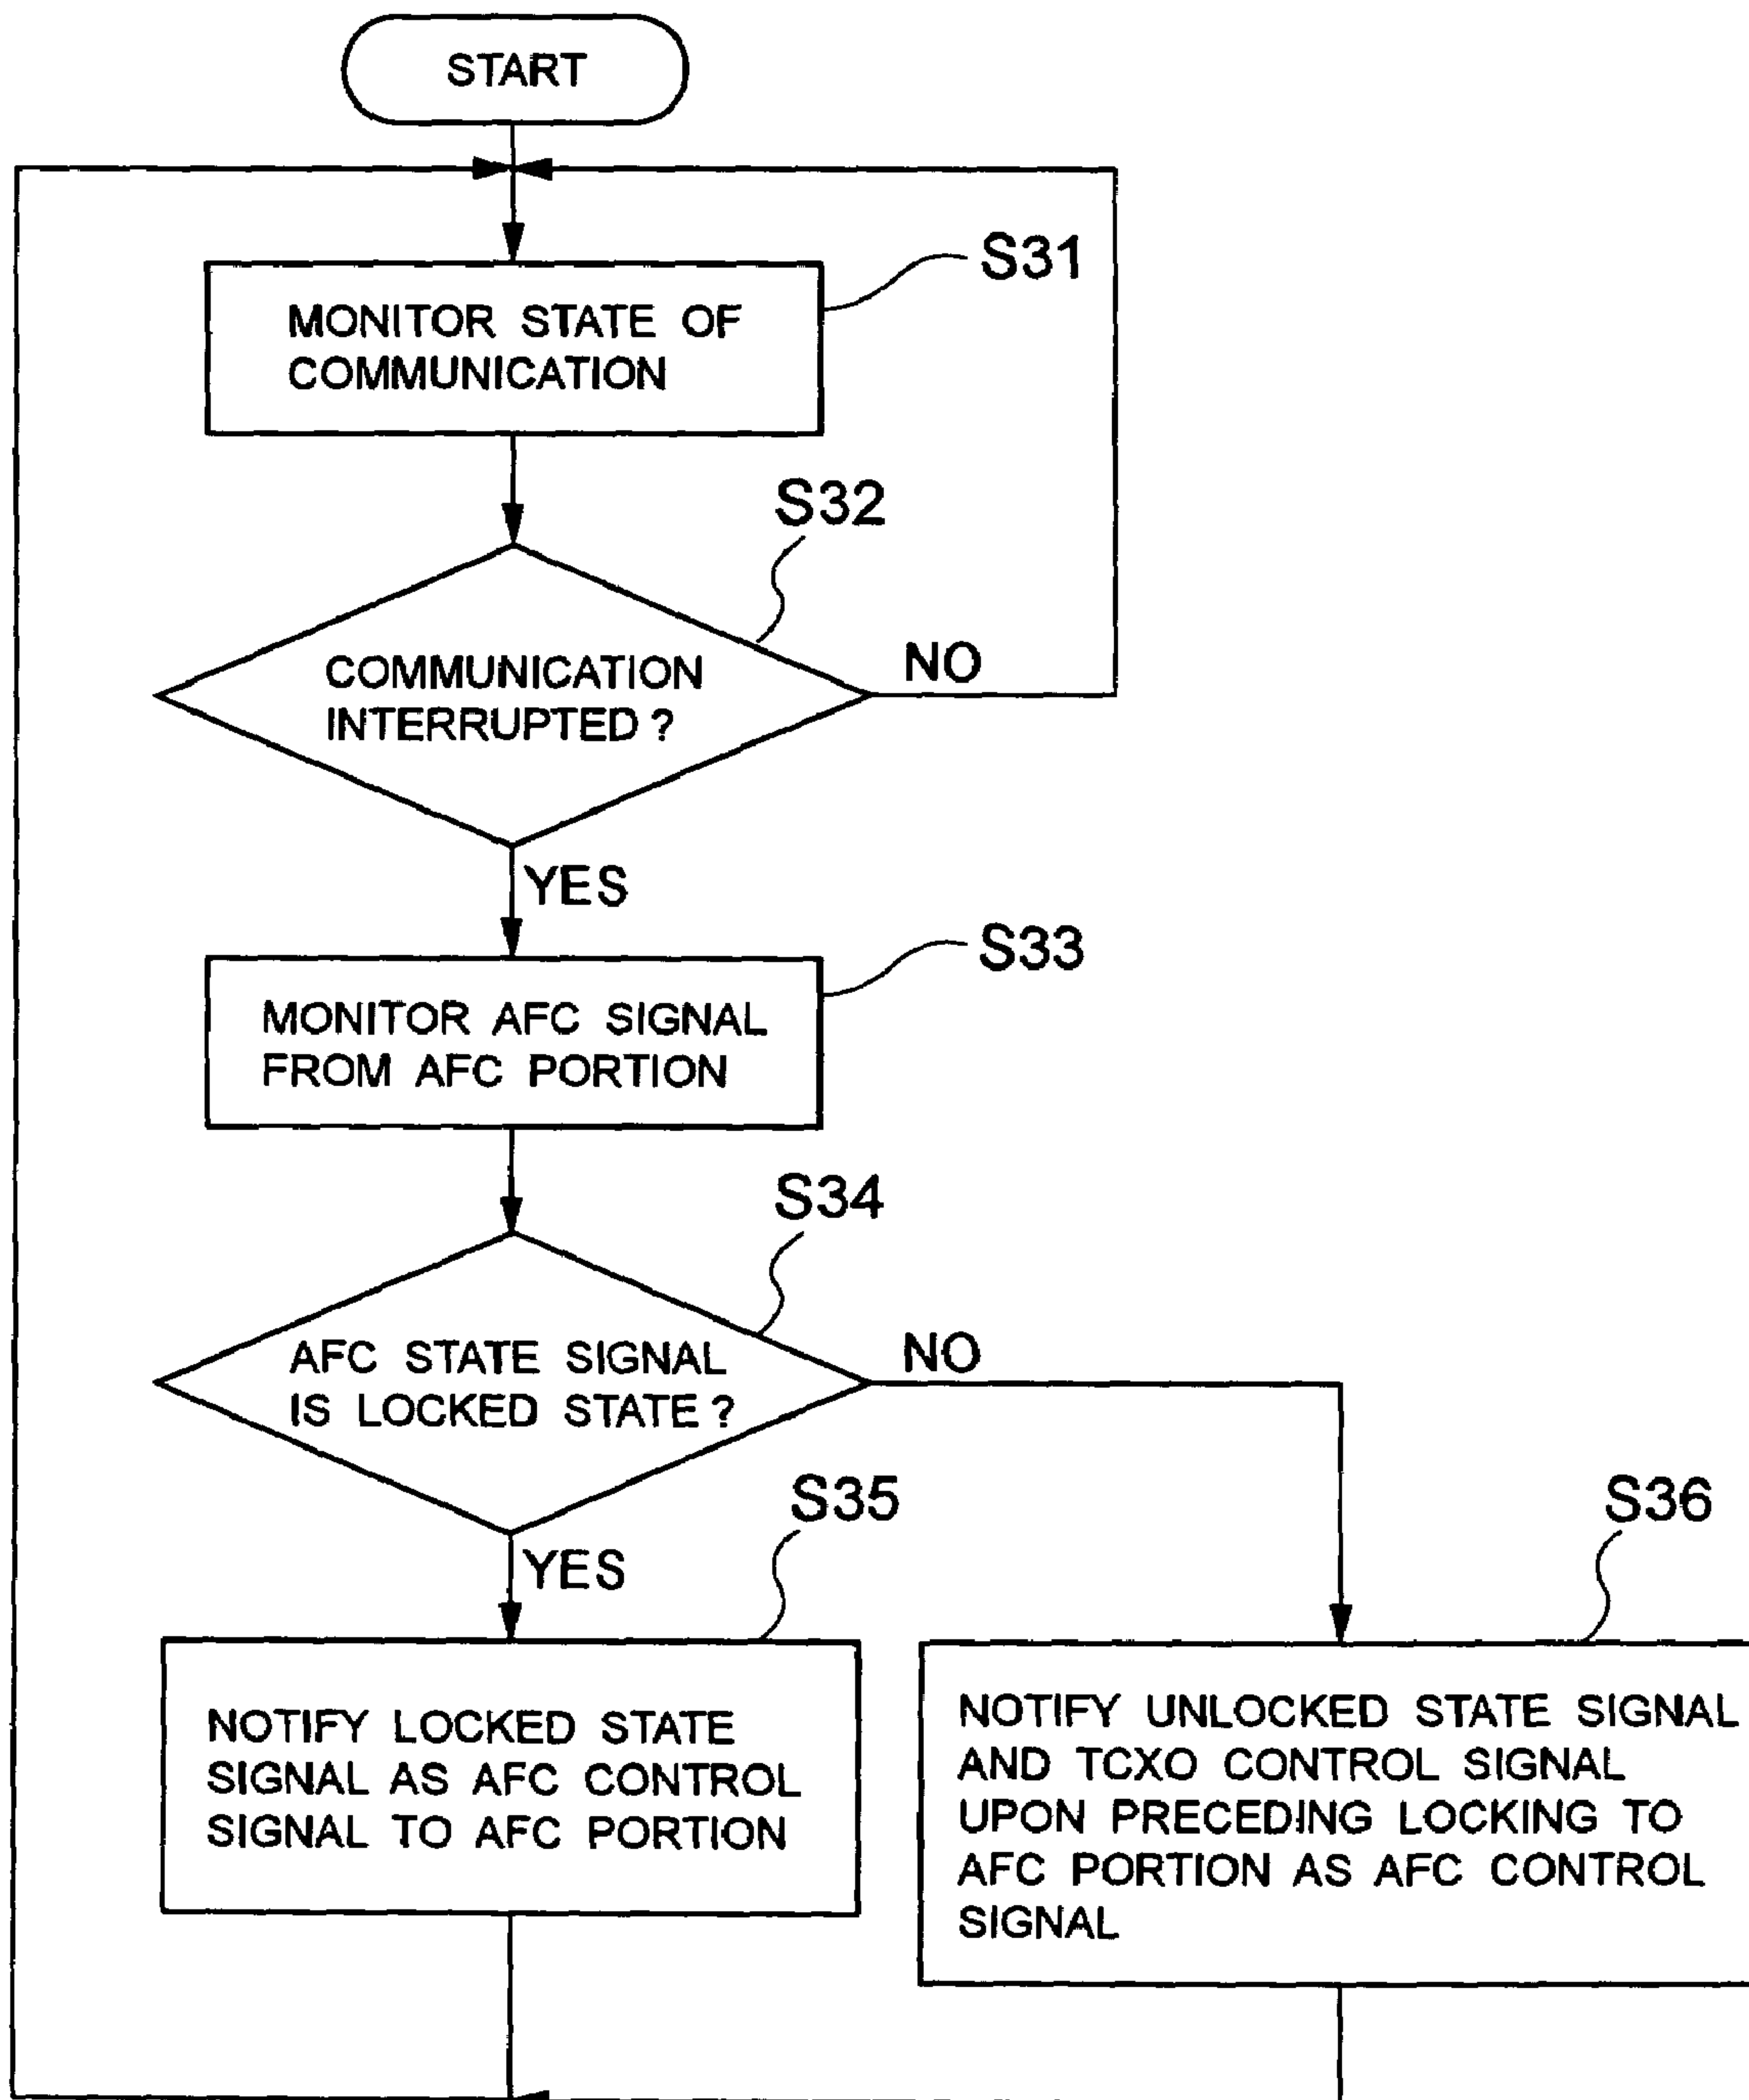 START
S31
MONITOR STATE OF
COMMUNICATION
S32
COMMUNICATION
INTERRUPTED ?
NO
YES
S33
MONITOR AFC SIGNAL
FROM AFC PORTION
S34
AFC STATE SIGNAL
IS LOCKED STATE ?
NO
YES
S35
NOTIFY LOCKED STATE
SIGNAL AS AFC CONTROL
SIGNAL TO AFC PORTION
S36
NOTIFY UNLOCKED STATE SIGNAL
AND TCXO CONTROL SIGNAL
UPON PRECEDING LOCKING TO
AFC PORTION AS AFC CONTROL
SIGNAL